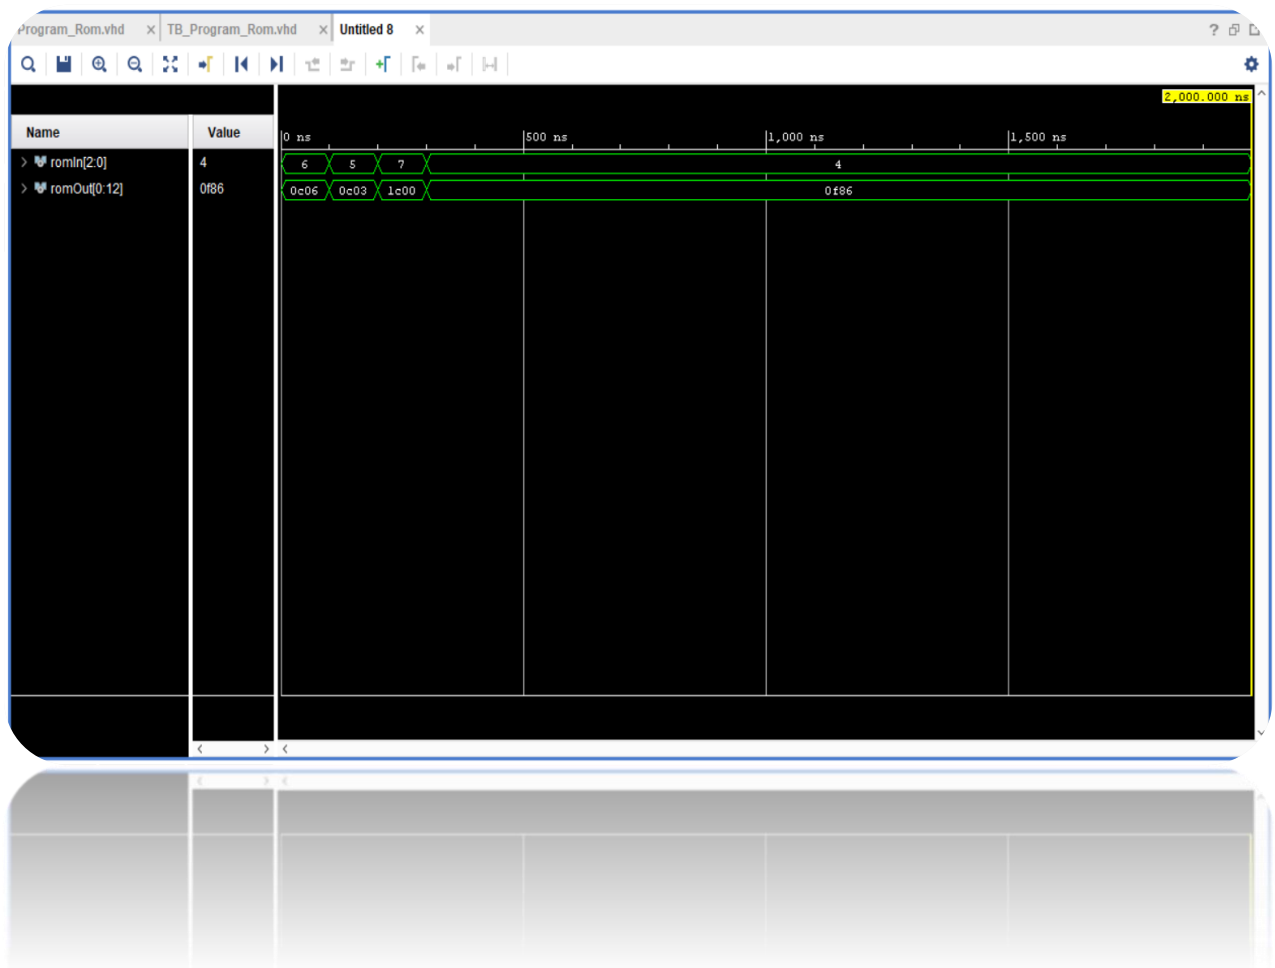 Program_Rom.vhd × TB_Program_Rom.vhd × Untitled 8 ×
?
2,000.000 ns
Name Value
0 ns 500 ns 1,000 ns 1,500 ns
romIn[2:0] 4 6 5 7 4
romOut[0:12] 0f86 0c06 0c03 1c00 0f86